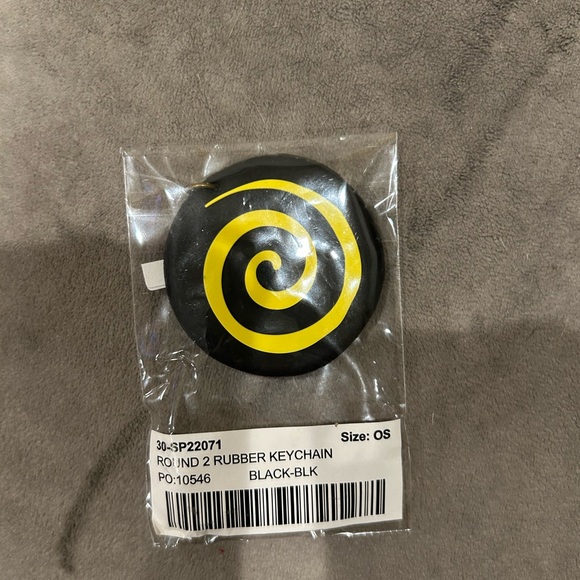 30-SP22071 Size: OS
ROUND 2 RUBBER KEYCHAIN
PO:10546 BLACK-BLK